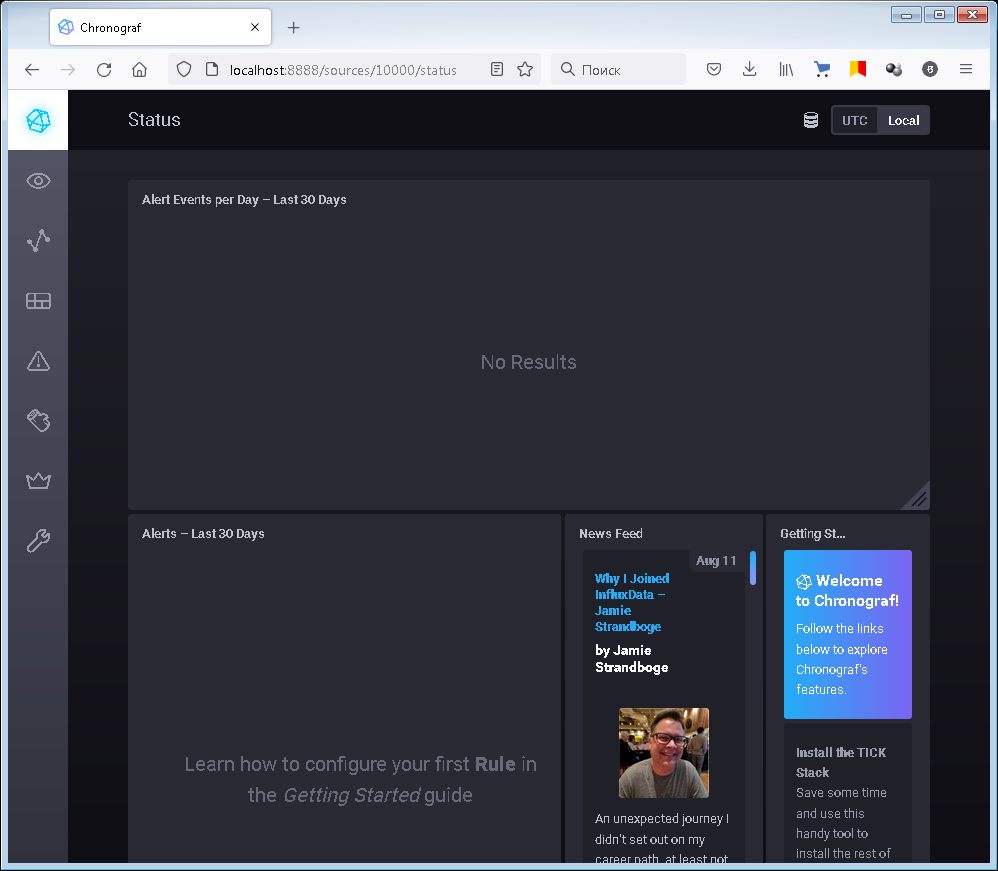 Chronograf
localhost:8888/sources/10000/status
Поиск
Status
UTC
Local
Alert Events per Day – Last 30 Days
No Results
Alerts – Last 30 Days
Learn how to configure your first Rule in
the Getting Started guide
News Feed
Aug 11
Why I Joined
InfluxData –
Jamie
Strandboge
by Jamie
Strandboge
An unexpected journey I
didn't set out on my
career path, at least not
Getting St...
Welcome
to Chronograf!
Follow the links
below to explore
Chronograf's
features.
Install the TICK
Stack
Save some time
and use this
handy tool to
install the rest of